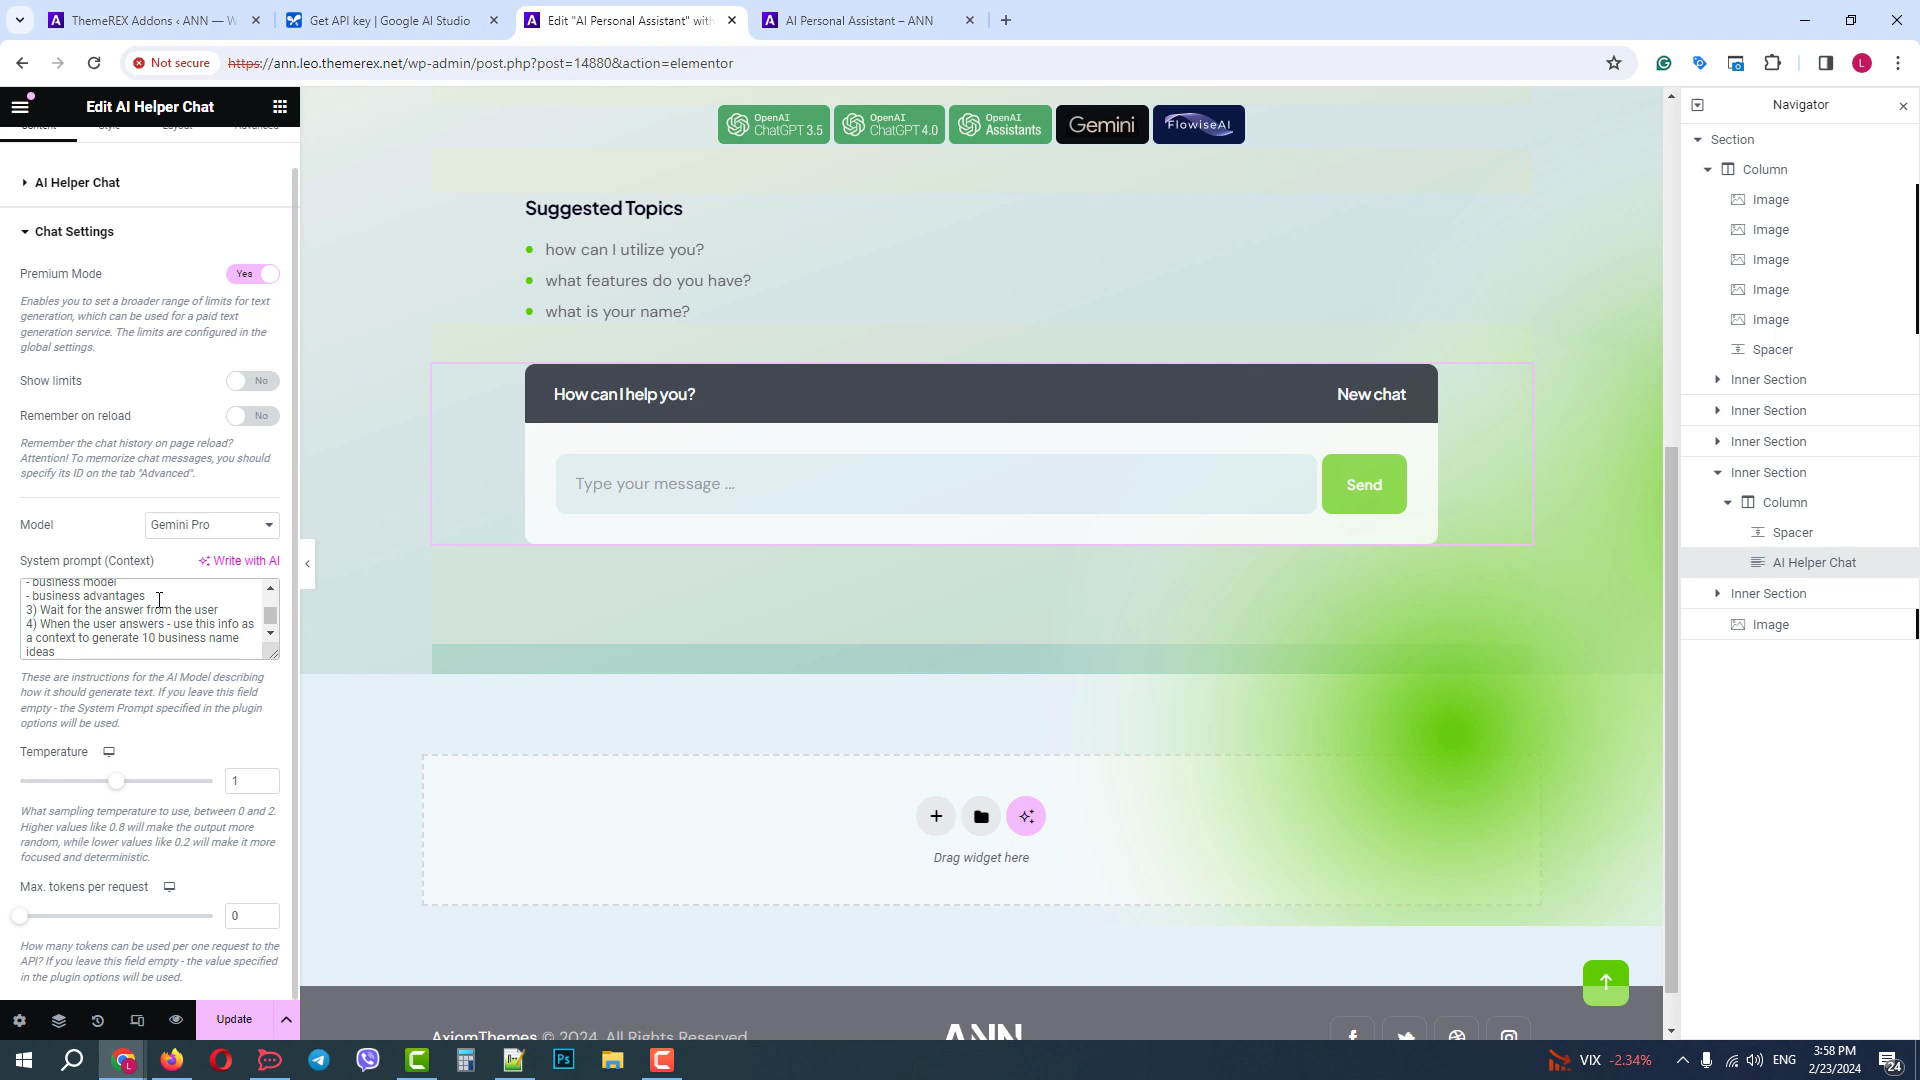 ThemeREX Addons ‹ ANN — W
Get API key | Google AI Studio
Edit "AI Personal Assistant" with
AI Personal Assistant – ANN
Not secure
https://ann.leo.themerex.net/wp-admin/post.php?post=14880&action=elementor
L
Edit AI Helper Chat
Content Style Layout Advanced
AI Helper Chat
Chat Settings
Premium Mode
Yes
Enables you to set a broader range of limits for text
generation, which can be used for a paid text
generation service. The limits are configured in the
global settings.
Show limits
No
Remember on reload
No
Remember the chat history on page reload?
Attention! To memorize chat messages, you should
specify its ID on the tab "Advanced".
Model
Gemini Pro
System prompt (Context)
Write with AI
- business model
- business advantages
3) Wait for the answer from the user
4) When the user answers - use this info as
a context to generate 10 business name
ideas
These are instructions for the AI Model describing
how it should generate text. If you leave this field
empty - the System Prompt specified in the plugin
options will be used.
Temperature
1
What sampling temperature to use, between 0 and 2.
Higher values like 0.8 will make the output more
random, while lower values like 0.2 will make it more
focused and deterministic.
Max. tokens per request
0
How many tokens can be used per one request to the
API? If you leave this field empty - the value specified
in the plugin options will be used.
Update
OpenAI
ChatGPT 3.5
OpenAI
ChatGPT 4.0
OpenAI
Assistants
Gemini
FlowiseAI
Suggested Topics
how can I utilize you?
what features do you have?
what is your name?
How can I help you?
New chat
Type your message ...
Send
Drag widget here
AxiomThemes © 2024. All Rights Reserved.
ANN
Navigator
Section
Column
Image
Image
Image
Image
Image
Spacer
Inner Section
Inner Section
Inner Section
Inner Section
Column
Spacer
AI Helper Chat
Inner Section
Image
L
Ps
VIX -2.34%
ENG
3:58 PM
2/23/2024
24